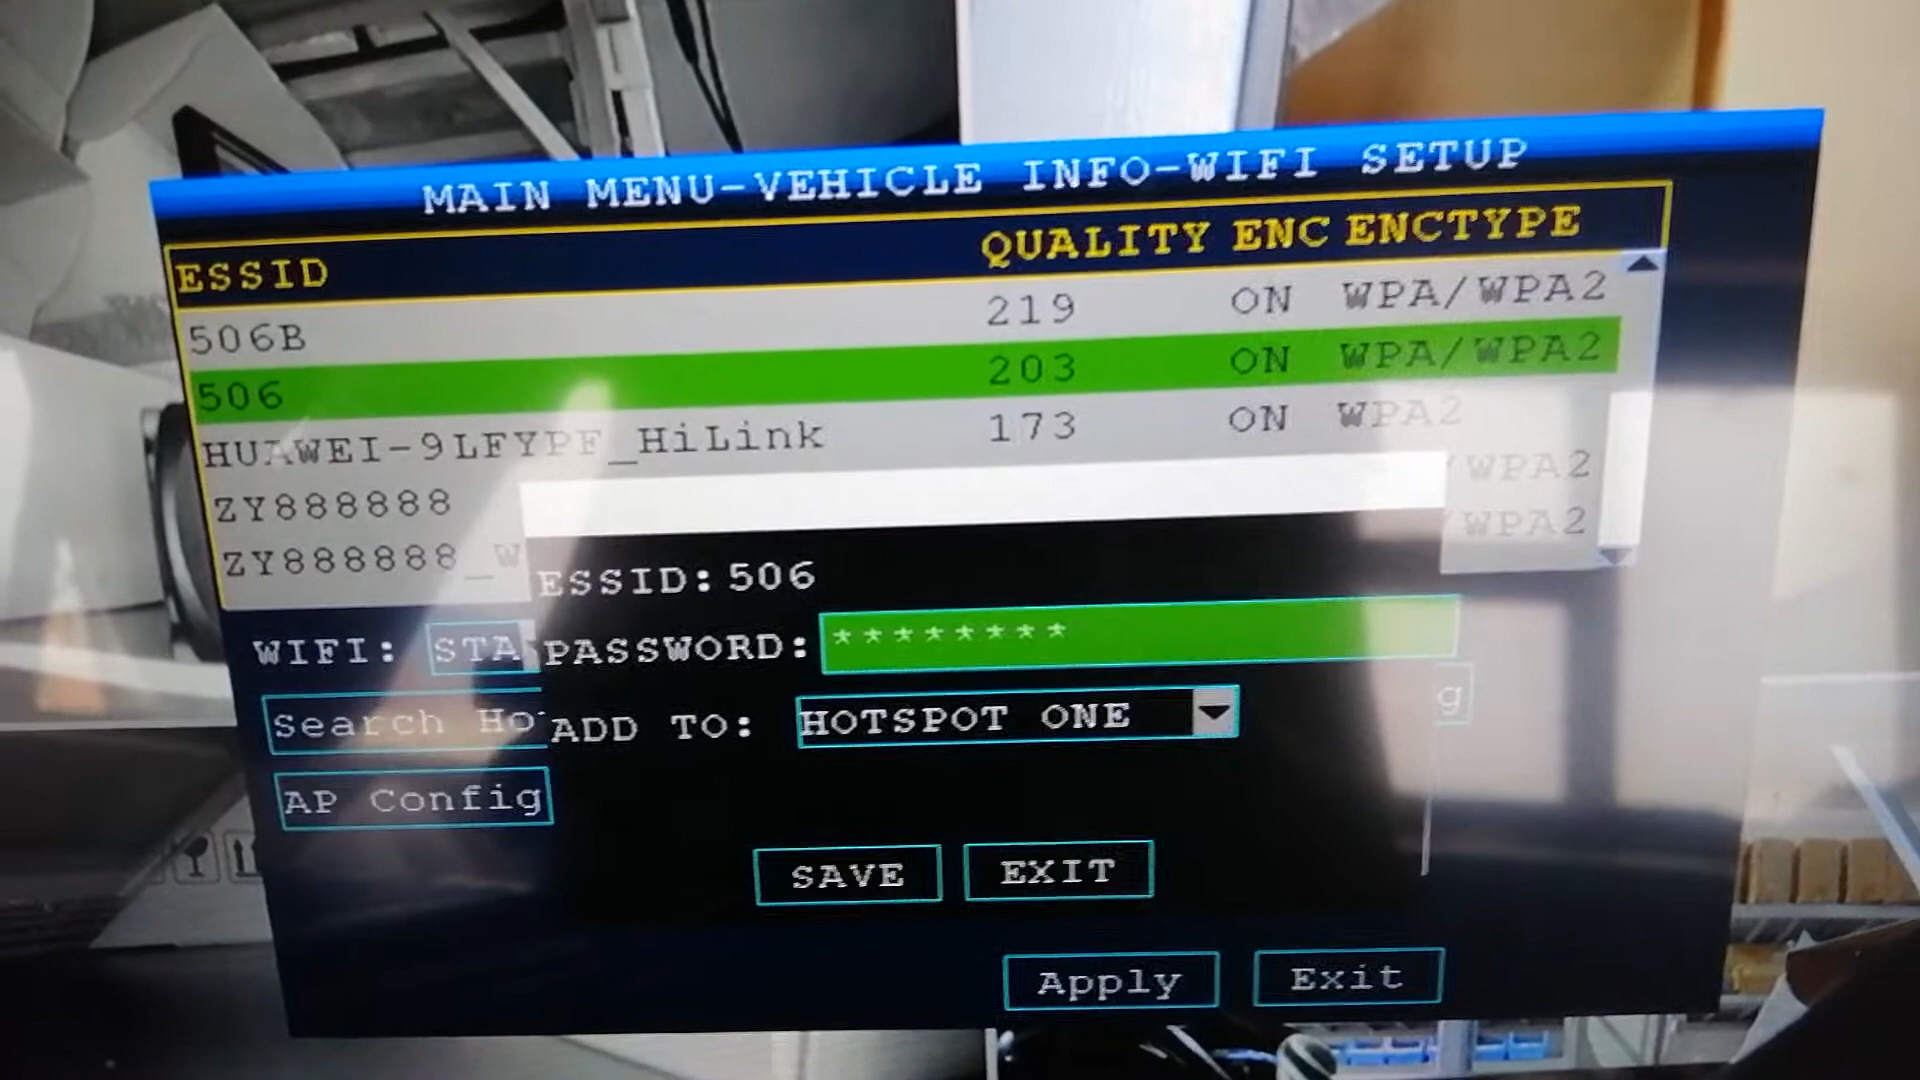 MAIN MENU-VEHICLE INFO-WIFI SETUP
ESSID QUALITY ENC ENCTYPE
506B 219 ON WPA/WPA2
506 203 ON WPA/WPA2
HUAWEI-9LFYPF_HiLink 173 ON WPA2
ZY888888 /WPA2
ZY888888_W /WPA2
ESSID:506
WIFI: STA
PASSWORD: ********
Search Ho
g
ADD TO: HOTSPOT ONE
AP Config
SAVE EXIT
Apply Exit